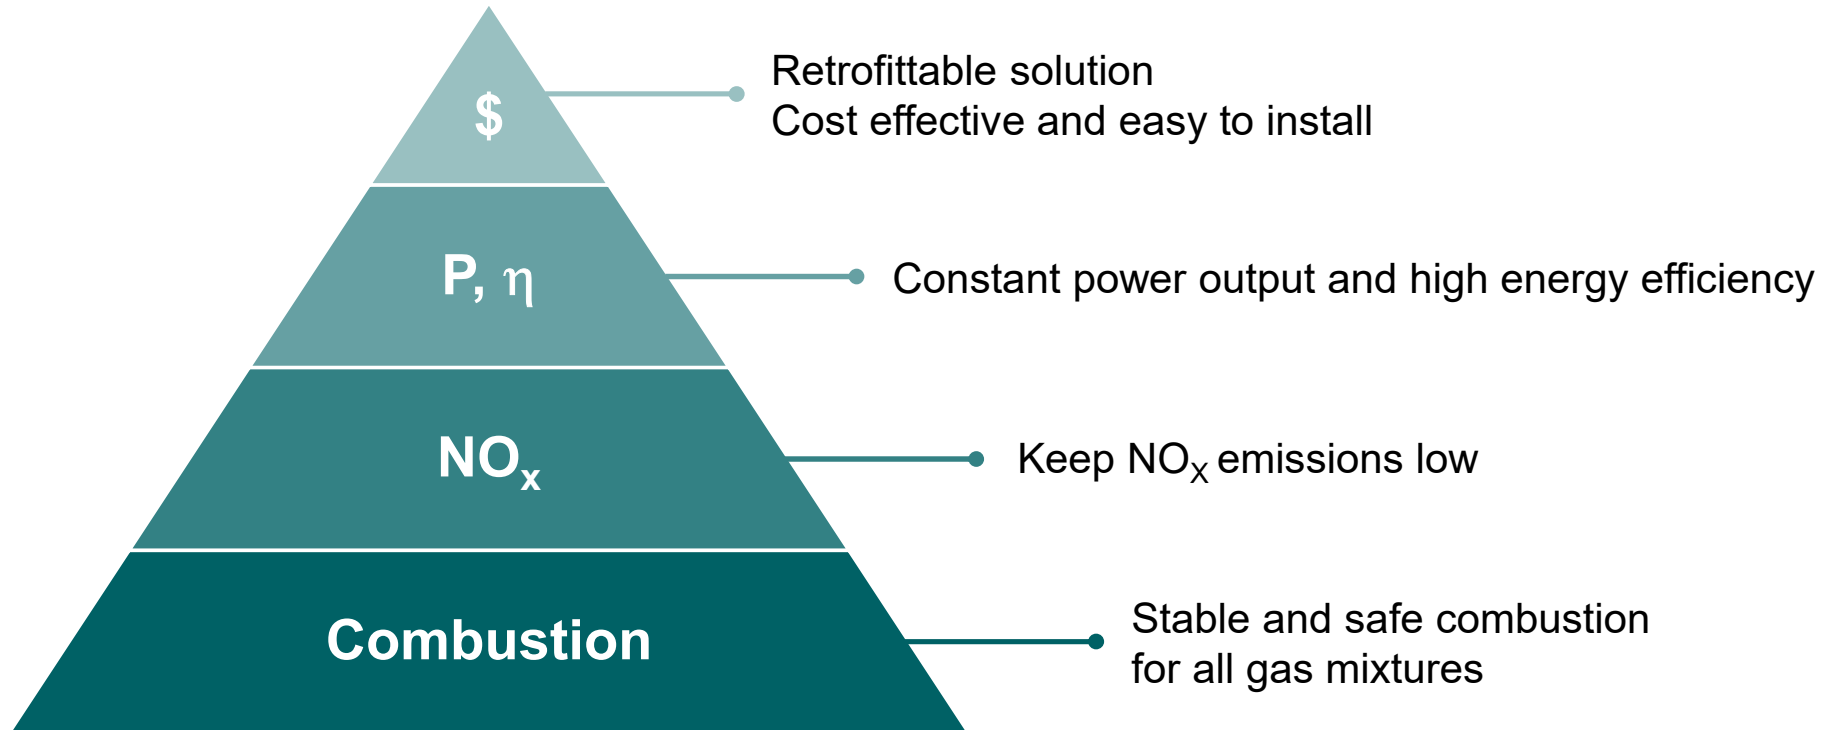 $
Retrofittable solution
Cost effective and easy to install
P, η
Constant power output and high energy efficiency
NOx
Keep NOX emissions low
Combustion
Stable and safe combustion
for all gas mixtures